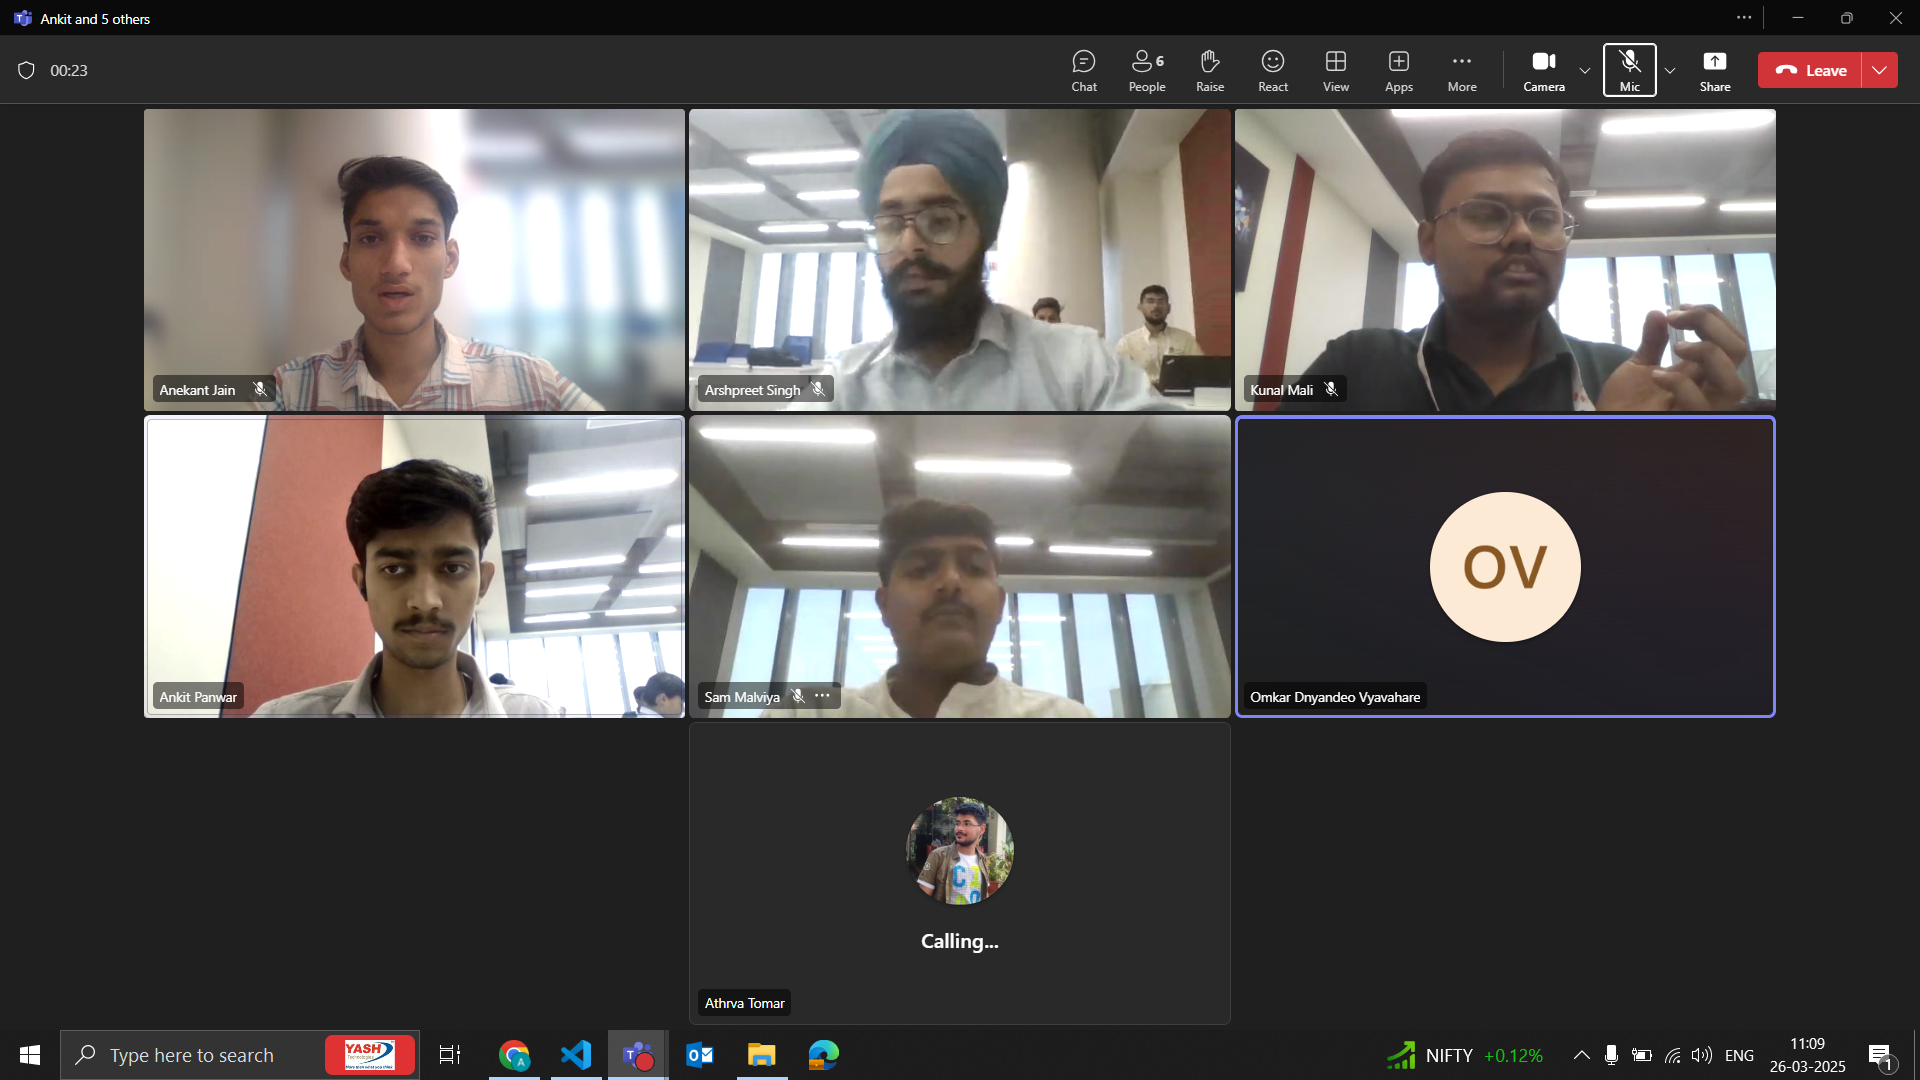 Ankit and 5 others
00:23
Chat
People
6
Raise
React
View
Apps
More
Camera
Mic
Share
Leave
Anekant Jain
Arshpreet Singh
Kunal Mali
Ankit Panwar
Sam Malviya
OV
Omkar Dnyandeo Vyavahare
Calling...
Athrva Tomar
Type here to search
YASH
Technologies
NIFTY +0.12%
ENG
11:09
26-03-2025
1